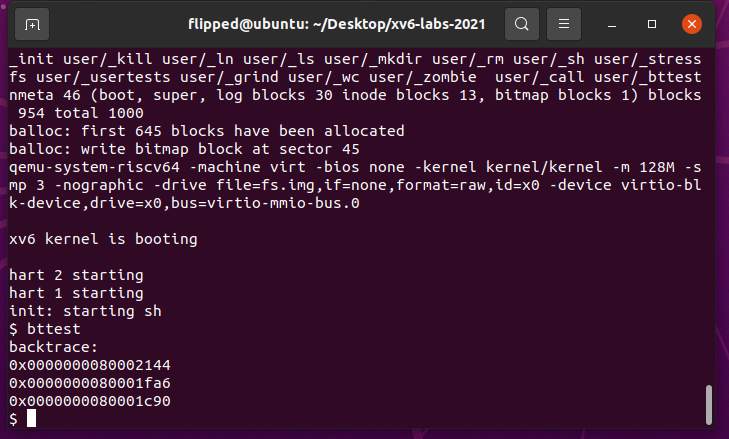 flipped@ubuntu: ~/Desktop/xv6-labs-2021
_init user/_kill user/_ln user/_ls user/_mkdir user/_rm user/_sh user/_stress
fs user/_usertests user/_grind user/_wc user/_zombie  user/_call user/_bttest
nmeta 46 (boot, super, log blocks 30 inode blocks 13, bitmap blocks 1) blocks
 954 total 1000
balloc: first 645 blocks have been allocated
balloc: write bitmap block at sector 45
qemu-system-riscv64 -machine virt -bios none -kernel kernel/kernel -m 128M -s
mp 3 -nographic -drive file=fs.img,if=none,format=raw,id=x0 -device virtio-bl
k-device,drive=x0,bus=virtio-mmio-bus.0
xv6 kernel is booting
hart 2 starting
hart 1 starting
init: starting sh
$ bttest
backtrace:
0x0000000080002144
0x0000000080001fa6
0x0000000080001c90
$